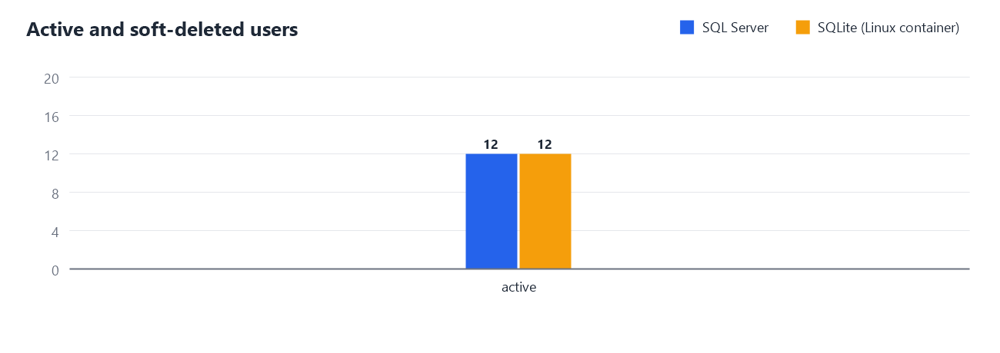 Active and soft-deleted users
SQL Server
SQLite (Linux container)
20
16
12
8
4
0
12
12
active